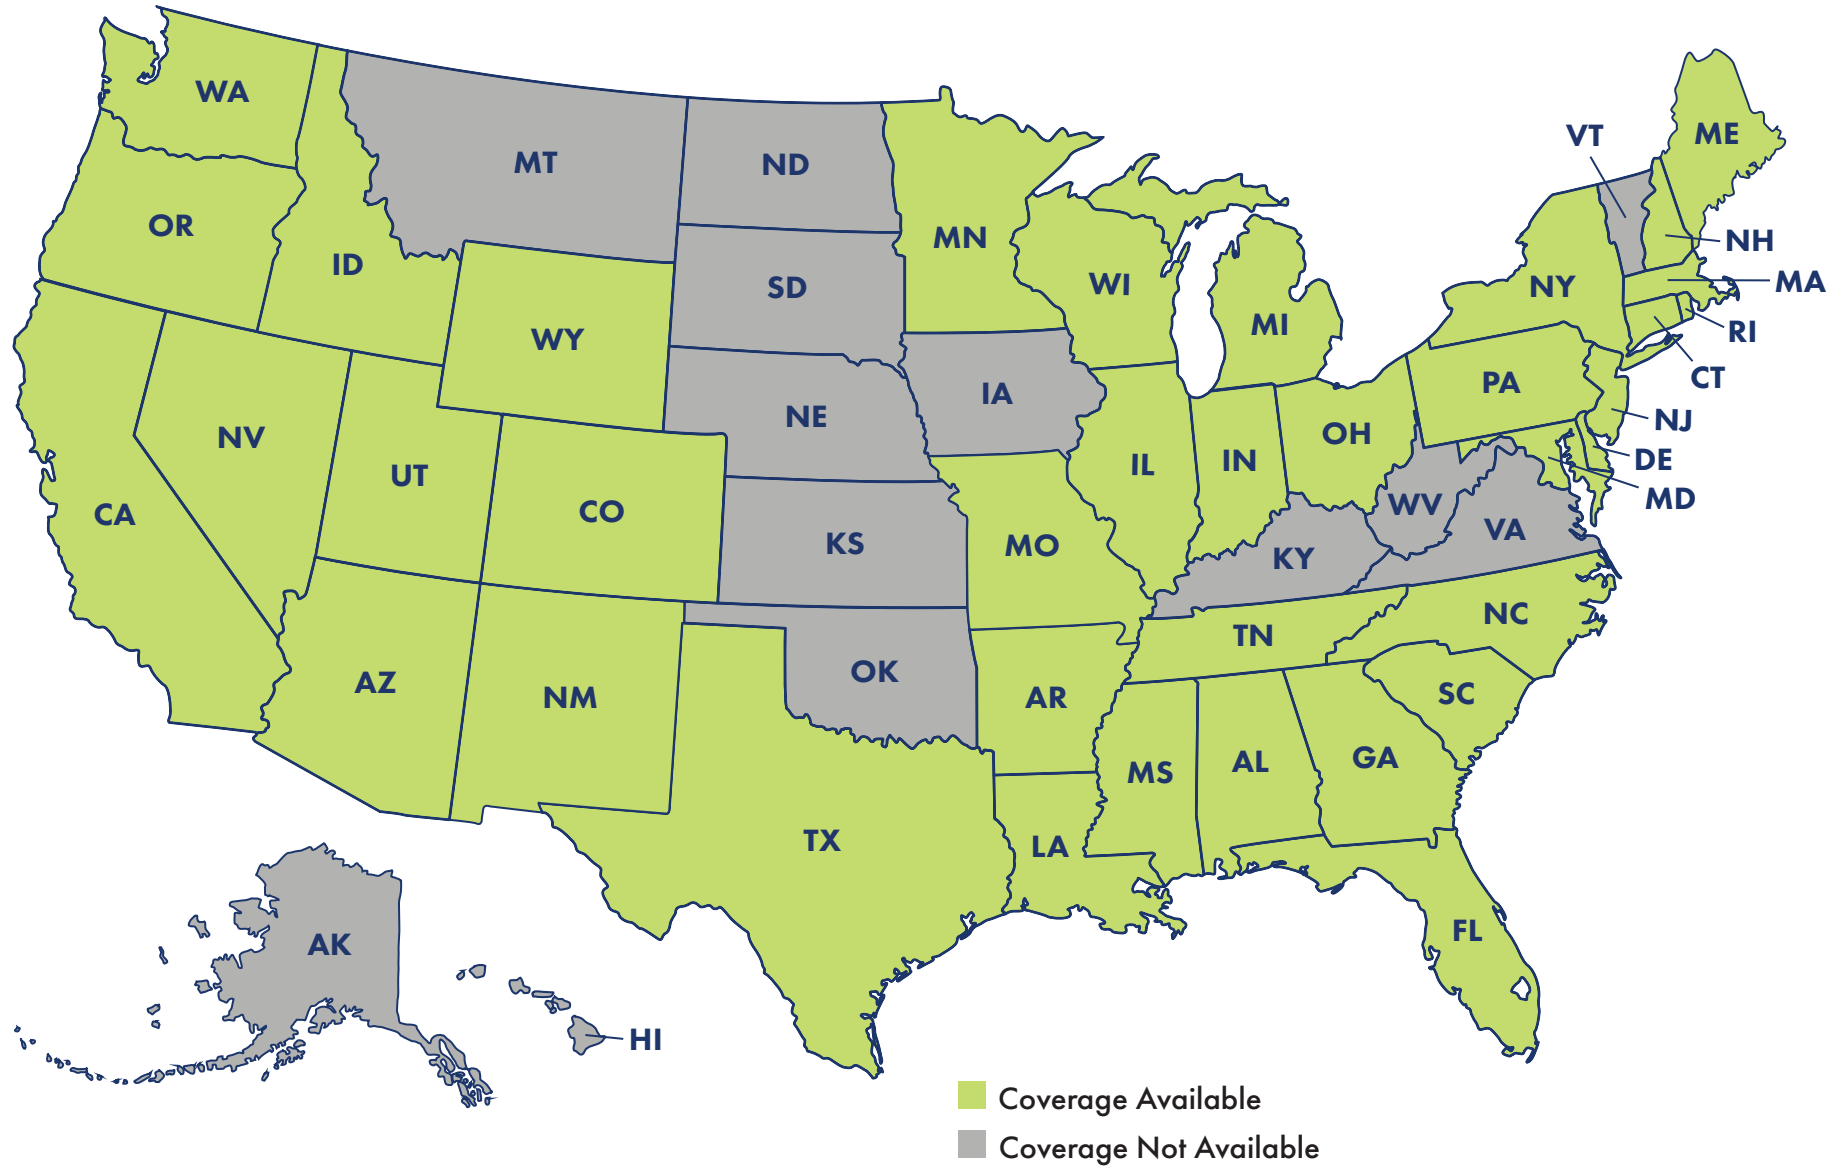 WA
MT
ND
MN
VT
ME
OR
ID
SD
WI
MI
NY
NH
MA
RI
CT
WY
NE
IA
PA
NJ
NV
UT
CO
IL
IN
OH
DE
MD
CA
KS
MO
KY
WV
VA
AZ
NM
OK
AR
TN
NC
SC
TX
LA
MS
AL
GA
FL
AK
HI
Coverage Available
Coverage Not Available